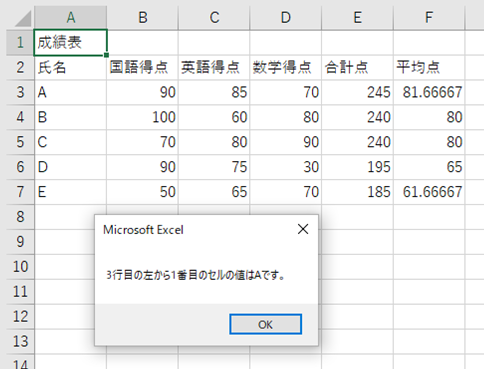 A B C D E F
1 成績表
2 氏名 国語得点 英語得点 数学得点 合計点 平均点
3 A 90 85 70 245 81.66667
4 B 100 60 80 240 80
5 C 70 80 90 240 80
6 D 90 75 30 195 65
7 E 50 65 70 185 61.66667
8
9
Microsoft Excel
10
3行目の左から1番目のセルの値はAです。
11
12
OK
13
14